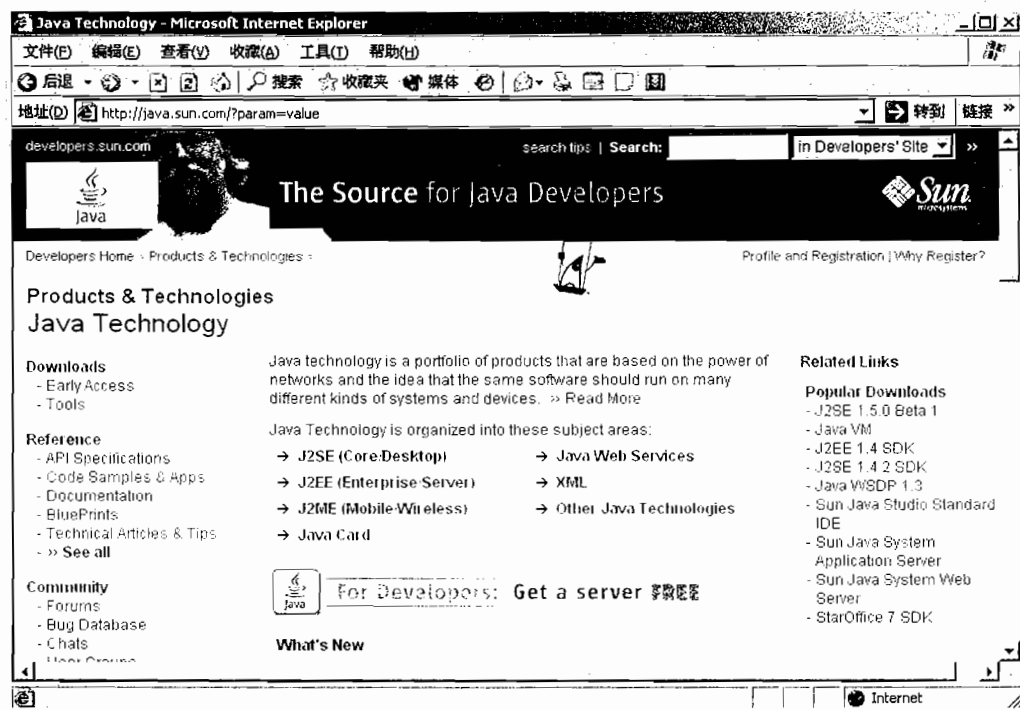 Java Technology - Microsoft Internet Explorer
文件(F) 编辑(E) 查看(V) 收藏(A) 工具(T) 帮助(H)
后退 搜索 收藏夹 媒体
地址(D) http://java.sun.com/?param=value 转到 链接 »
developers.sun.com search tips | Search: in Developers' Site »
Java The Source for Java Developers Sun microsystems
Developers Home › Products & Technologies › Profile and Registration | Why Register?
Products & Technologies
Java Technology
Downloads
- Early Access
- Tools
Reference
- API Specifications
- Code Samples & Apps
- Documentation
- BluePrints
- Technical Articles & Tips
- » See all
Community
- Forums
- Bug Database
- Chats
- User Groups
Java technology is a portfolio of products that are based on the power of
networks and the idea that the same software should run on many
different kinds of systems and devices. » Read More
Java Technology is organized into these subject areas:
→ J2SE (Core/Desktop)
→ J2EE (Enterprise/Server)
→ J2ME (Mobile/Wireless)
→ Java Card
→ Java Web Services
→ XML
→ Other Java Technologies
Java For Developers: Get a server FREE
What's New
Related Links
Popular Downloads
- J2SE 1.5.0 Beta 1
- Java VM
- J2EE 1.4 SDK
- J2SE 1.4.2 SDK
- Java WSDP 1.3
- Sun Java Studio Standard
IDE
- Sun Java System
Application Server
- Sun Java System Web
Server
- StarOffice 7 SDK
Internet